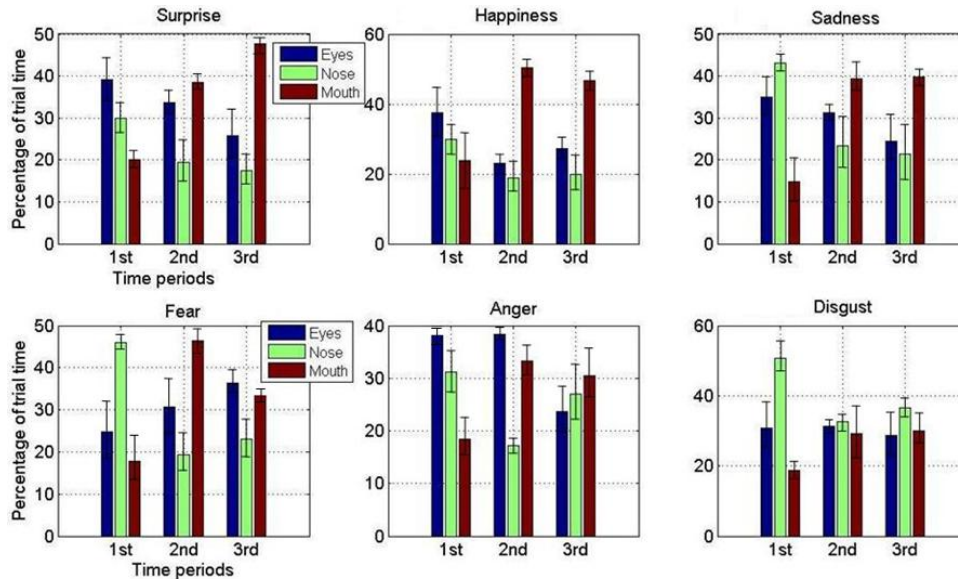 Surprise
Happiness
Sadness
Percentage of trial time
50
40
30
20
10
0
Eyes
Nose
Mouth
60
40
20
0
50
40
30
20
10
0
1st 2nd 3rd
1st 2nd 3rd
1st 2nd 3rd
Time periods
Fear
Anger
Disgust
Percentage of trial time
50
40
30
20
10
0
Eyes
Nose
Mouth
40
30
20
10
0
60
40
20
0
1st 2nd 3rd
1st 2nd 3rd
1st 2nd 3rd
Time periods